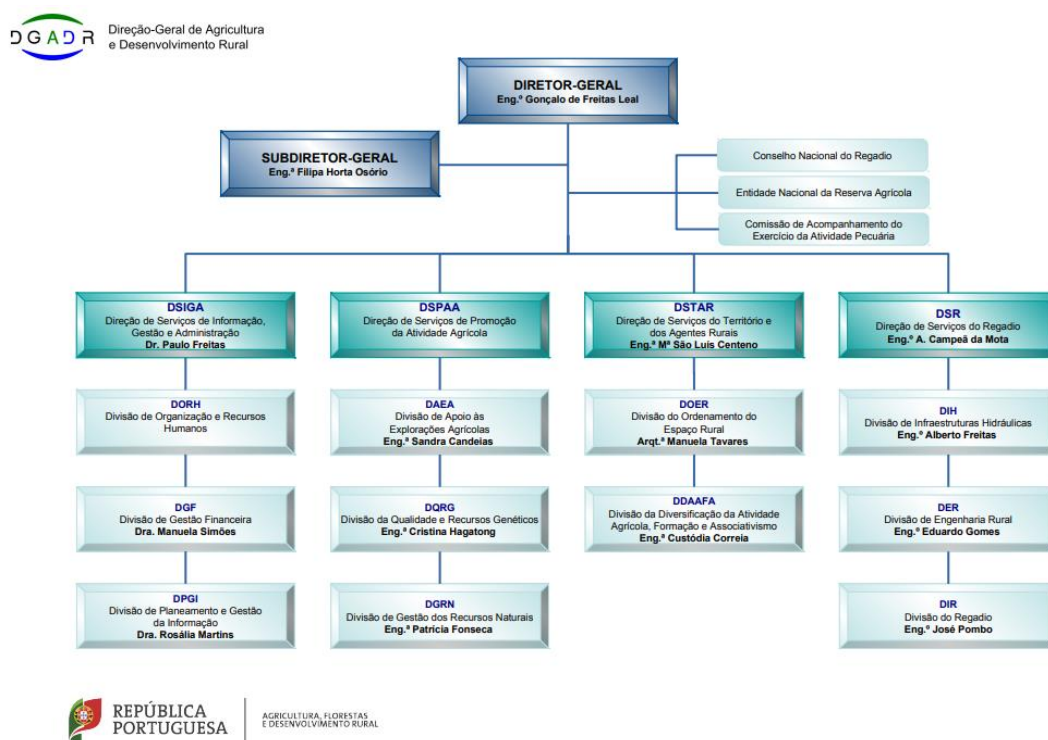 DGADR
Direção-Geral de Agricultura
e Desenvolvimento Rural
DIRETOR-GERAL
Eng.º Gonçalo de Freitas Leal
SUBDIRETOR-GERAL
Eng.ª Filipa Horta Osório
Conselho Nacional do Regadio
Entidade Nacional da Reserva Agrícola
Comissão de Acompanhamento do
Exercício da Atividade Pecuária
DSIGA
Direção de Serviços de Informação,
Gestão e Administração
Dr. Paulo Freitas
DORH
Divisão de Organização e Recursos
Humanos
DGF
Divisão de Gestão Financeira
Dra. Manuela Simões
DPGI
Divisão de Planeamento e Gestão
da Informação
Dra. Rosália Martins
DSPAA
Direção de Serviços de Promoção
da Atividade Agrícola
DAEA
Divisão de Apoio às
Explorações Agrícolas
Eng.ª Sandra Candeias
DQRG
Divisão da Qualidade e Recursos Genéticos
Eng.ª Cristina Hagatong
DGRN
Divisão de Gestão dos Recursos Naturais
Eng.ª Patrícia Fonseca
DSTAR
Direção de Serviços do Território e
dos Agentes Rurais
Eng.ª Mª São Luis Centeno
DOER
Divisão do Ordenamento do
Espaço Rural
Arqt.ª Manuela Tavares
DDAAFA
Divisão da Diversificação da Atividade
Agrícola, Formação e Associativismo
Eng.ª Custódia Correia
DSR
Direção de Serviços do Regadio
Eng.º A. Campeã da Mota
DIH
Divisão de Infraestruturas Hidráulicas
Eng.º Alberto Freitas
DER
Divisão de Engenharia Rural
Eng.º Eduardo Gomes
DIR
Divisão do Regadio
Eng.º José Pombo
REPÚBLICA
PORTUGUESA
AGRICULTURA, FLORESTAS
E DESENVOLVIMENTO RURAL